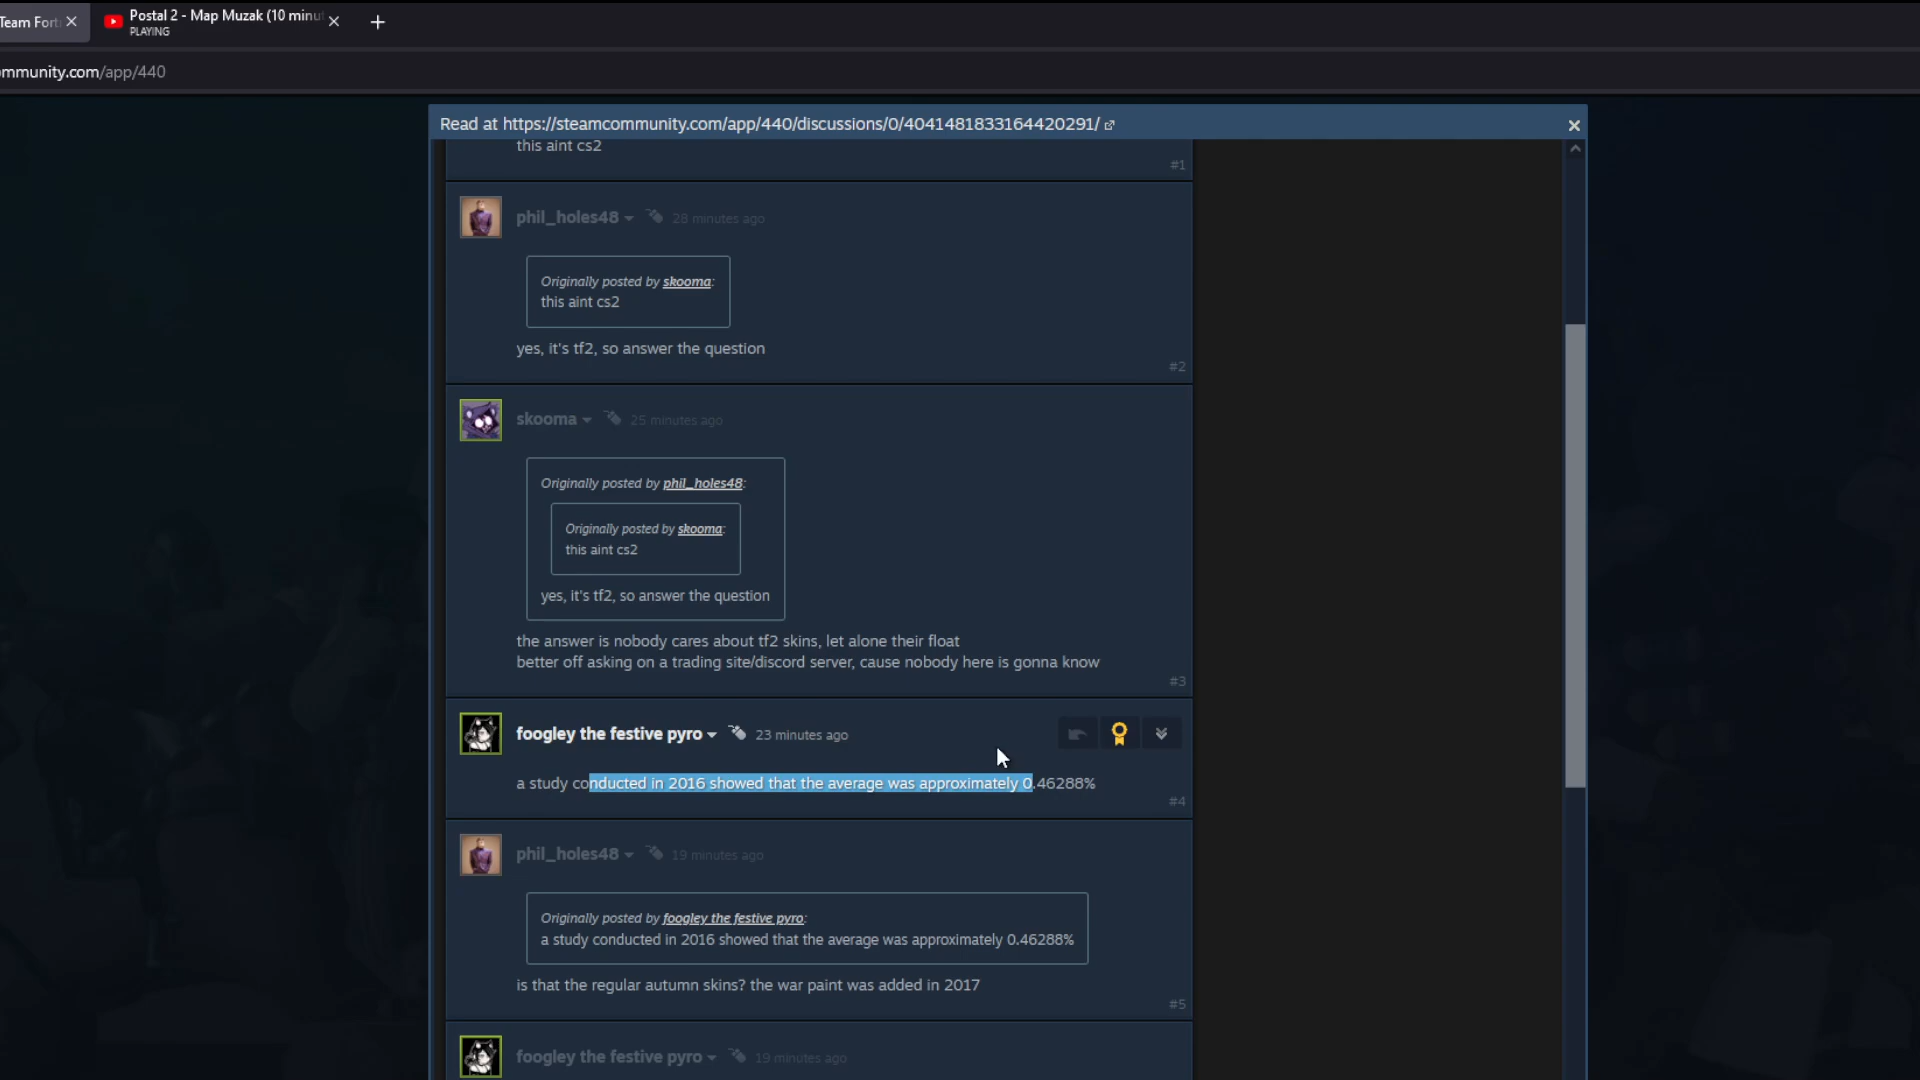 Team Fort
Postal 2 - Map Muzak (10 minut
PLAYING
mmunity.com/app/440
Read at https://steamcommunity.com/app/440/discussions/0/4041481833164420291/
this aint cs2
#1
phil_holes48
28 minutes ago
Originally posted by skooma:
this aint cs2
yes, it's tf2, so answer the question
#2
skooma
25 minutes ago
Originally posted by phil_holes48:
Originally posted by skooma:
this aint cs2
yes, it's tf2, so answer the question
the answer is nobody cares about tf2 skins, let alone their float
better off asking on a trading site/discord server, cause nobody here is gonna know
#3
foogley the festive pyro
23 minutes ago
a study conducted in 2016 showed that the average was approximately 0.46288%
#4
phil_holes48
19 minutes ago
Originally posted by foogley the festive pyro:
a study conducted in 2016 showed that the average was approximately 0.46288%
is that the regular autumn skins? the war paint was added in 2017
#5
foogley the festive pyro
19 minutes ago